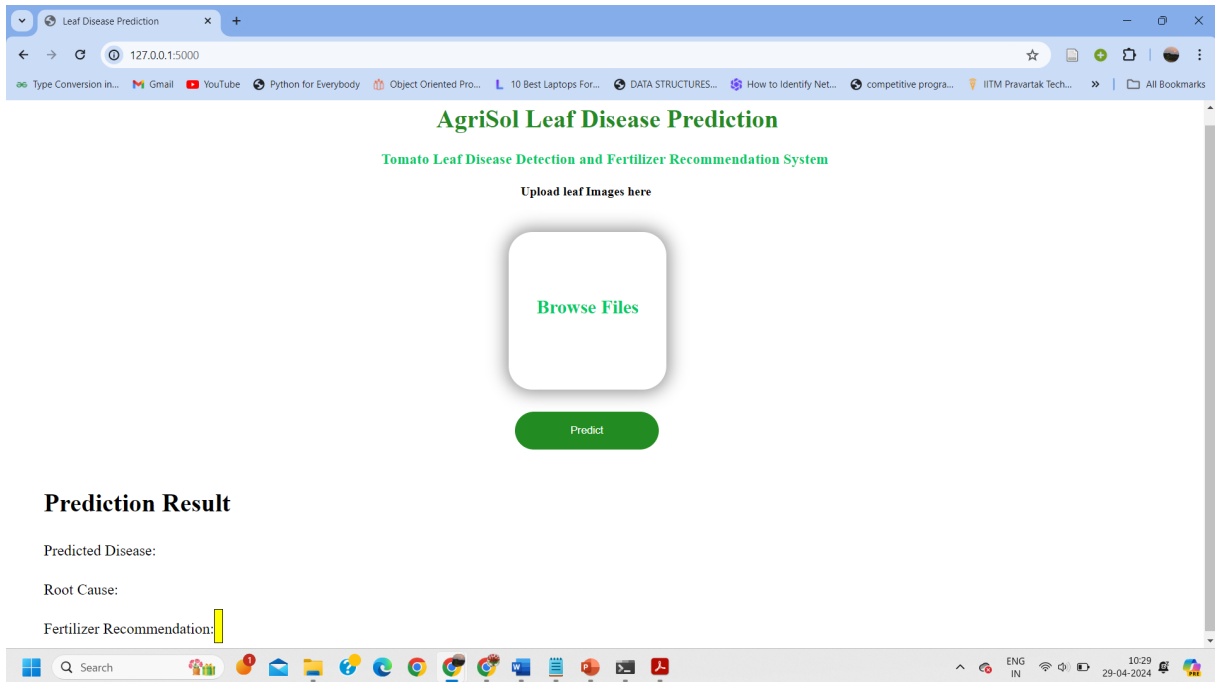 Leaf Disease Prediction
127.0.0.1:5000
Type Conversion in... Gmail YouTube Python for Everybody Object Oriented Pro... 10 Best Laptops For... DATA STRUCTURES... How to Identify Net... competitive progra... IITM Pravartak Tech... » All Bookmarks
AgriSol Leaf Disease Prediction
Tomato Leaf Disease Detection and Fertilizer Recommendation System
Upload leaf Images here
Browse Files
Predict
Prediction Result
Predicted Disease:
Root Cause:
Fertilizer Recommendation:
Search
ENG
IN
10:29
29-04-2024